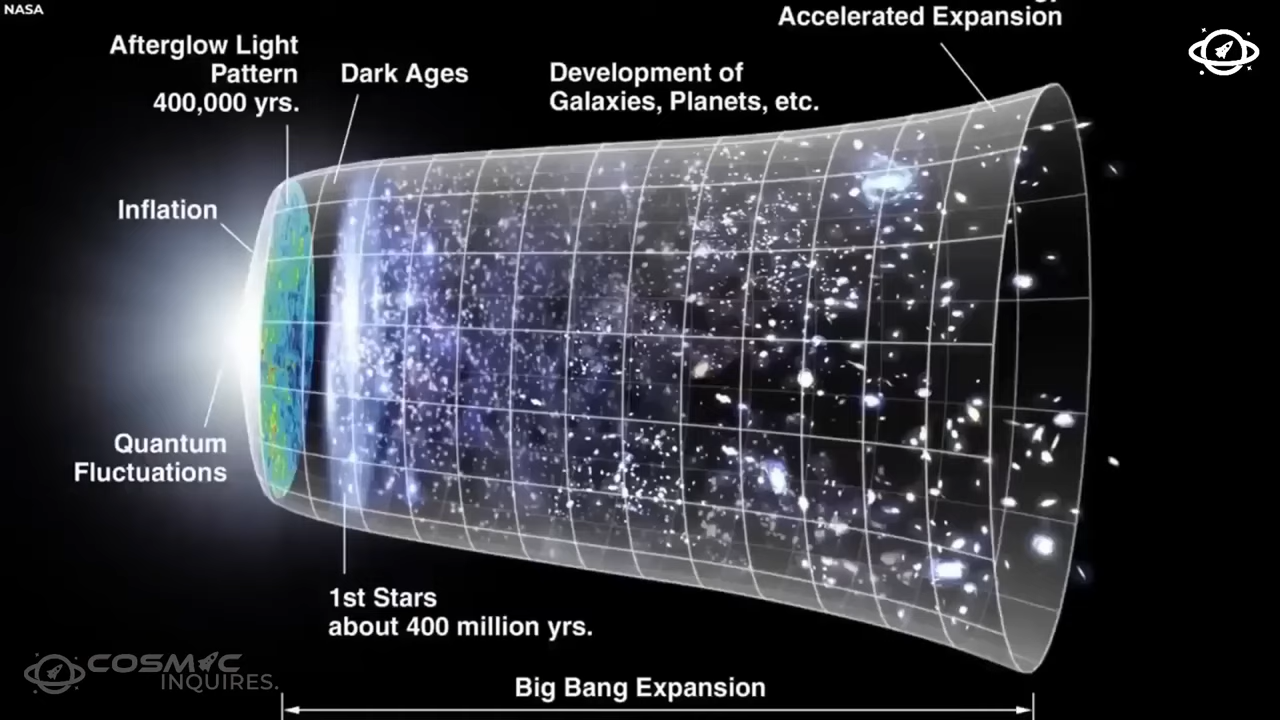 NASA
Accelerated Expansion
Afterglow Light
Pattern
400,000 yrs.
Dark Ages
Development of
Galaxies, Planets, etc.
Inflation
Quantum
Fluctuations
1st Stars
about 400 million yrs.
Big Bang Expansion
COSMIC
INQUIRES.